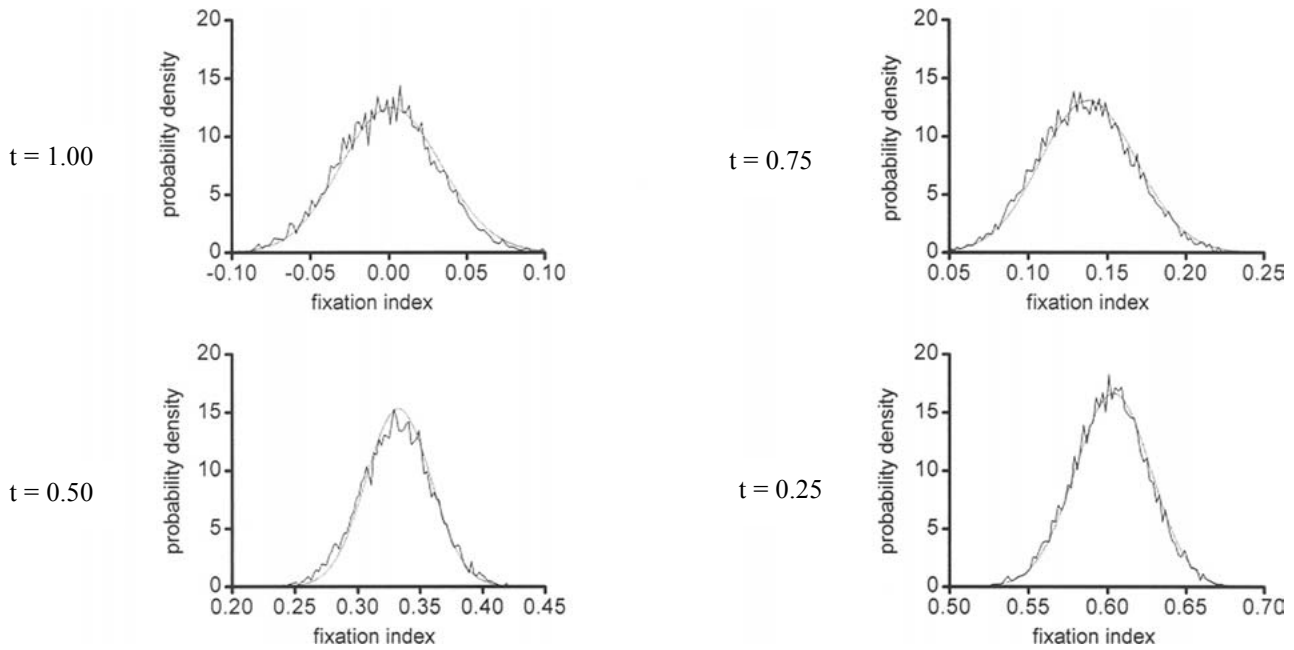 t = 1.00
probability density
20
15
10
5
0
-0.10 -0.05 0.00 0.05 0.10
fixation index
t = 0.75
probability density
20
15
10
5
0
0.05 0.10 0.15 0.20 0.25
fixation index
t = 0.50
probability density
20
15
10
5
0
0.20 0.25 0.30 0.35 0.40 0.45
fixation index
t = 0.25
probability density
20
15
10
5
0
0.50 0.55 0.60 0.65 0.70
fixation index